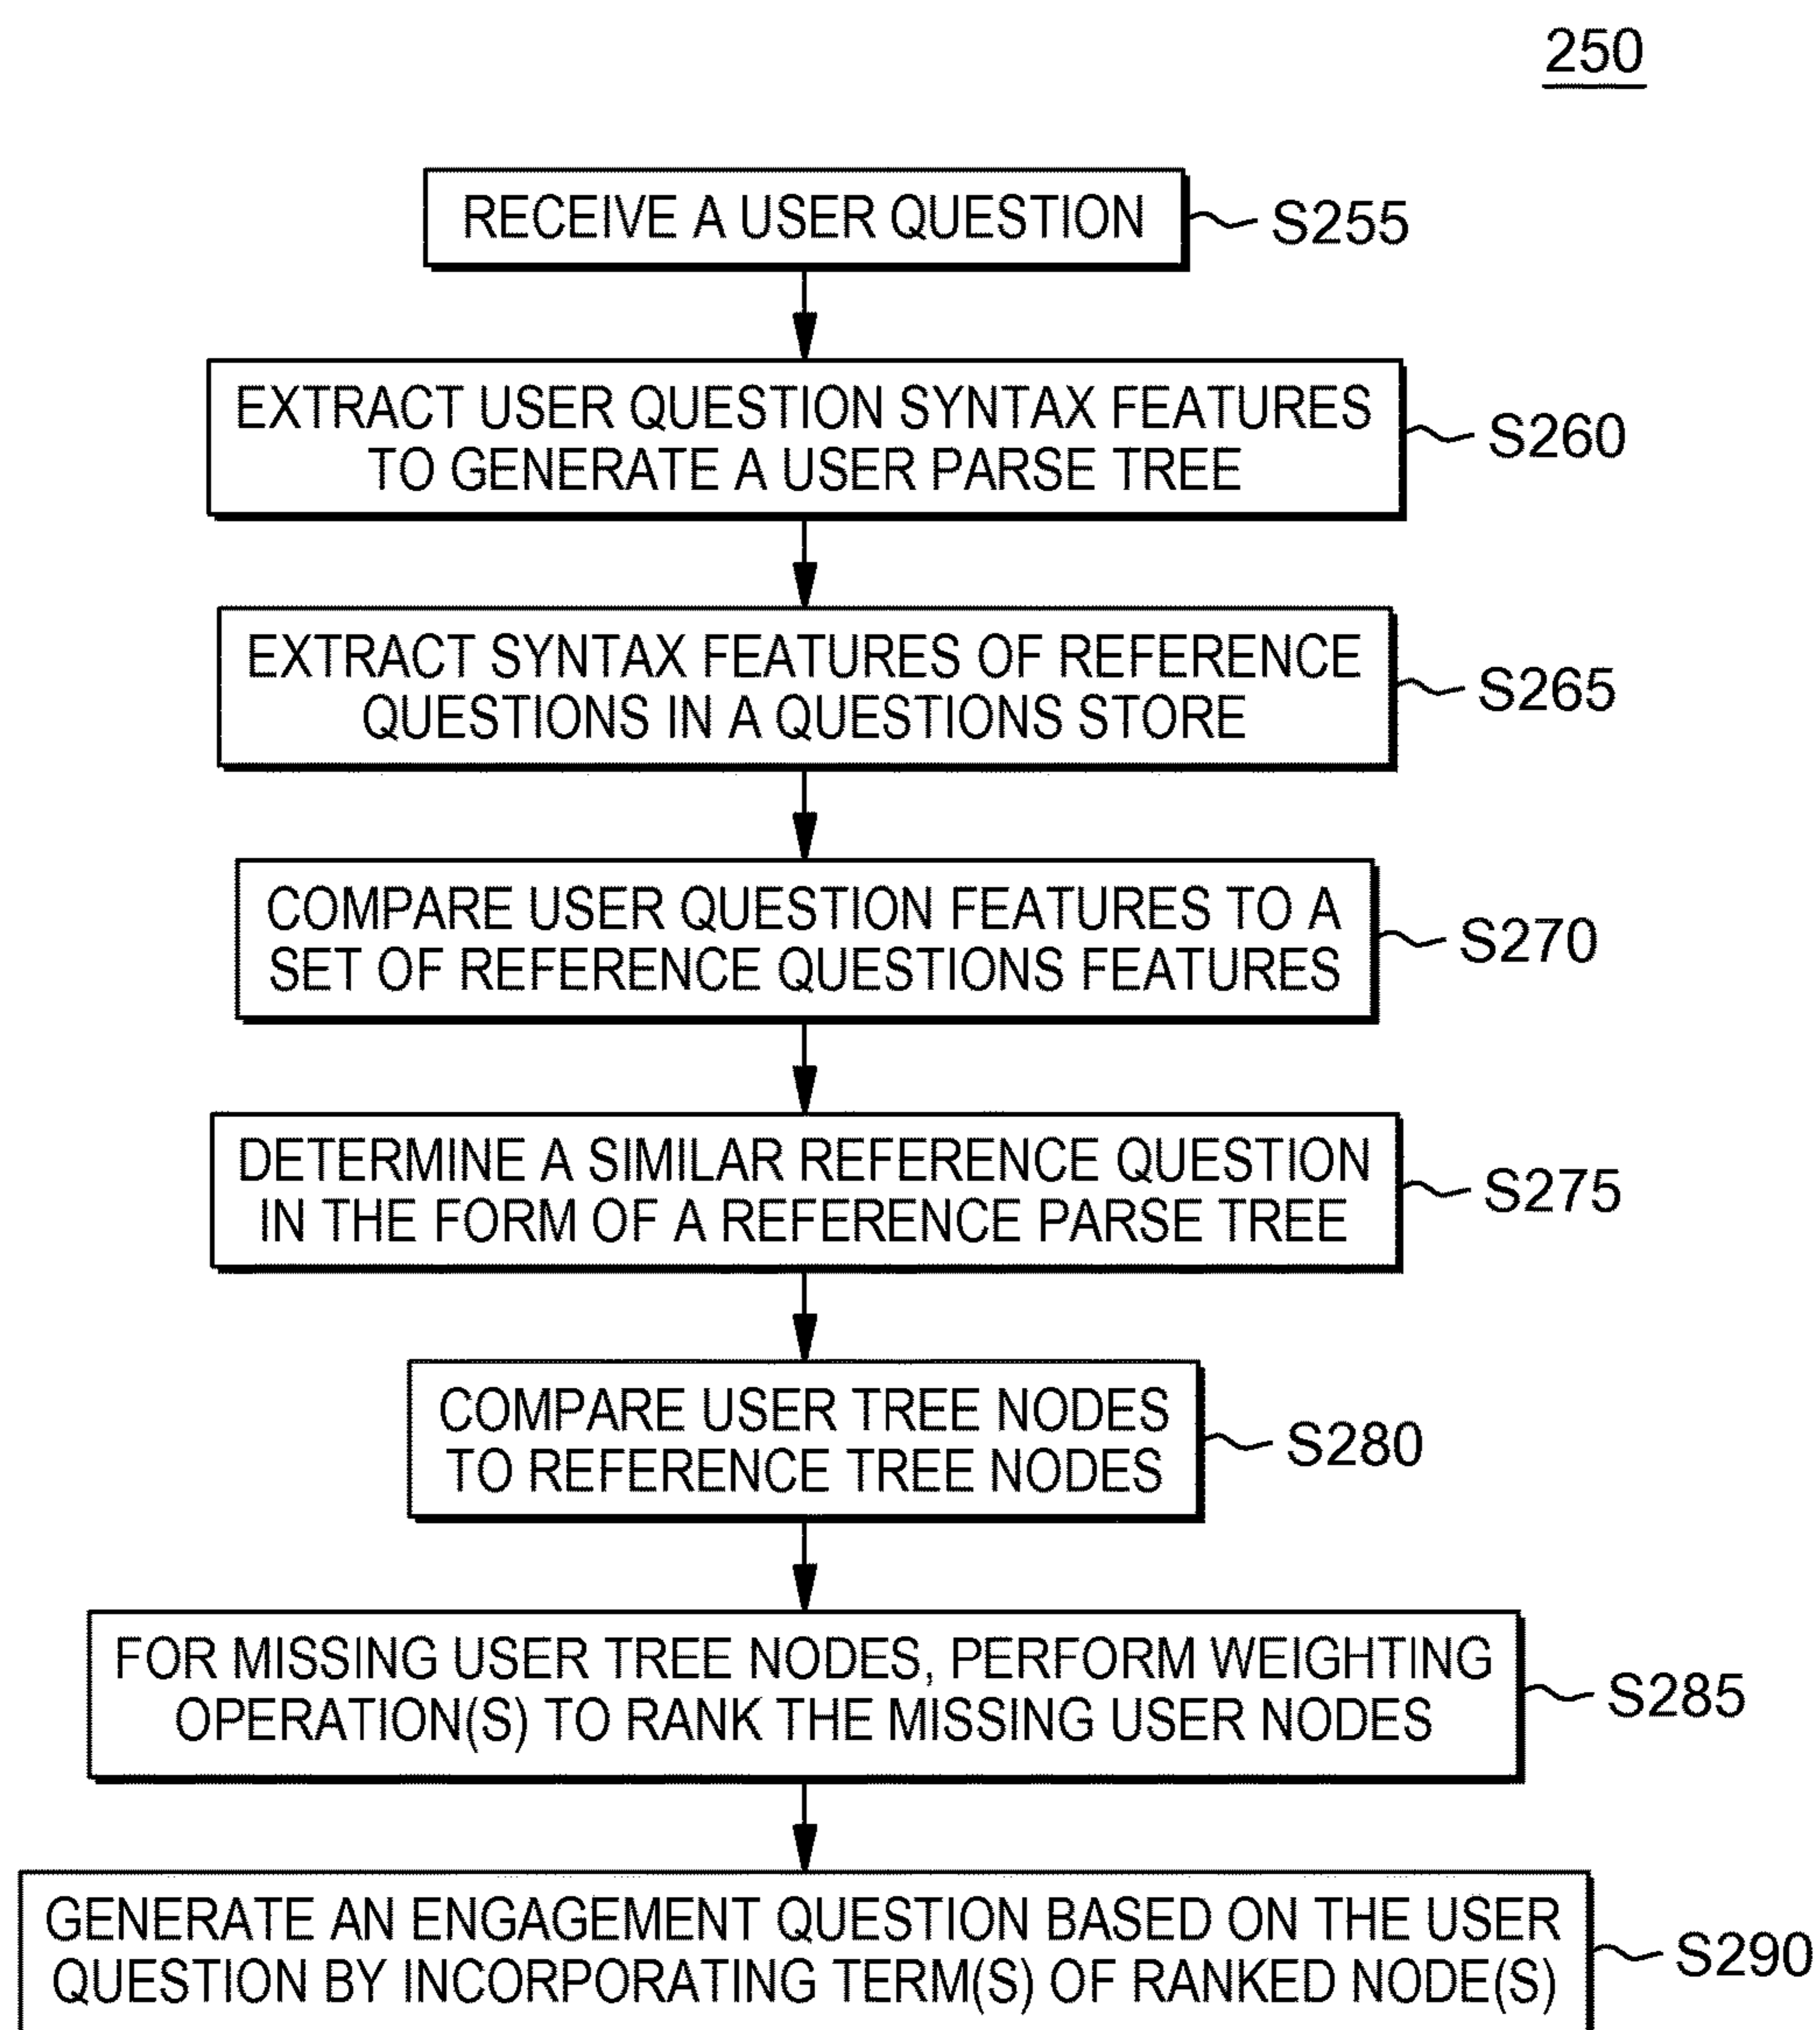 250
RECEIVE A USER QUESTION
S255
EXTRACT USER QUESTION SYNTAX FEATURES
TO GENERATE A USER PARSE TREE
S260
EXTRACT SYNTAX FEATURES OF REFERENCE
QUESTIONS IN A QUESTIONS STORE
S265
COMPARE USER QUESTION FEATURES TO A
SET OF REFERENCE QUESTIONS FEATURES
S270
DETERMINE A SIMILAR REFERENCE QUESTION
IN THE FORM OF A REFERENCE PARSE TREE
S275
COMPARE USER TREE NODES
TO REFERENCE TREE NODES
S280
FOR MISSING USER TREE NODES, PERFORM WEIGHTING
OPERATION(S) TO RANK THE MISSING USER NODES
S285
GENERATE AN ENGAGEMENT QUESTION BASED ON THE USER
QUESTION BY INCORPORATING TERM(S) OF RANKED NODE(S)
S290